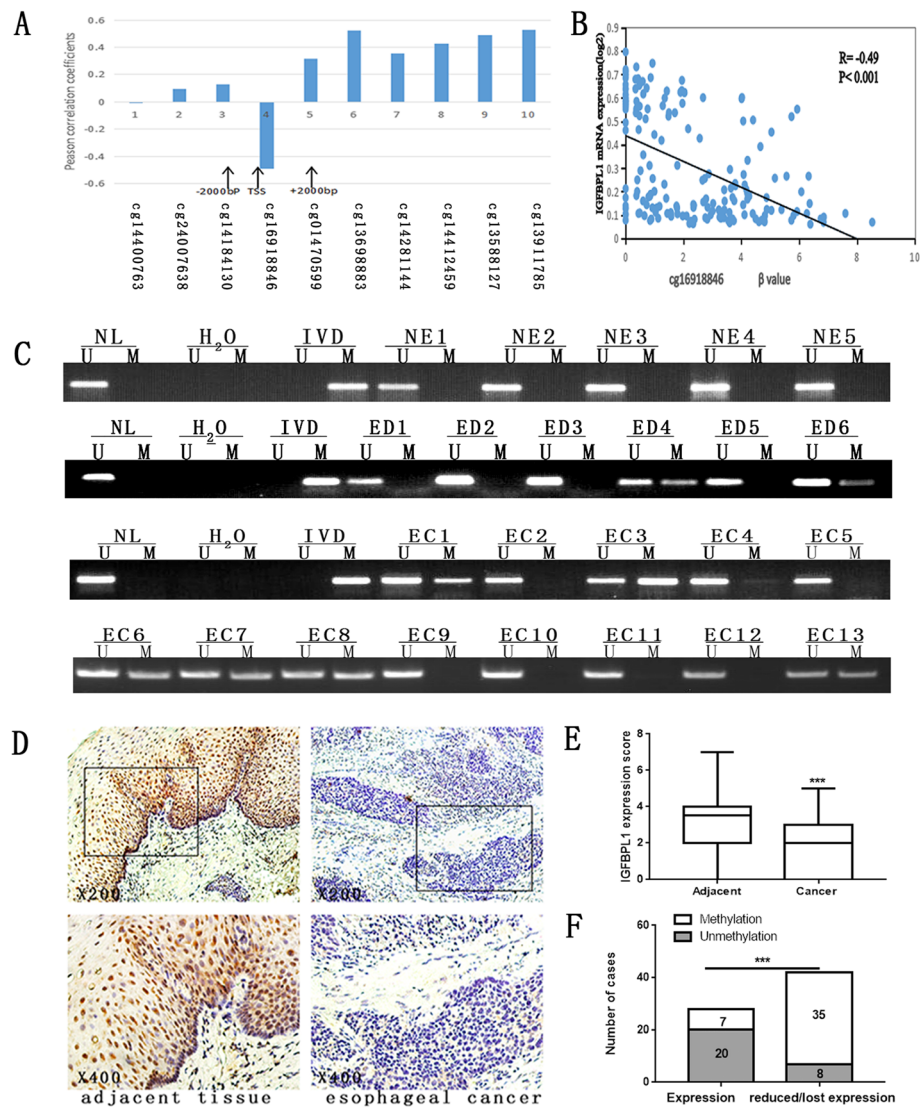 A
Peason correlation coefficients
0.6
0.4
0.2
0
-0.2
-0.4
-0.6
1 2 3 4 5 6 7 8 9 10
-2000bP TSS +2000bp
cg14400763
cg24007638
cg14184130
cg16918846
cg01470599
cg13698883
cg14281144
cg14412459
cg13588127
cg13911785
B
IGFBPL1 mRNA expression(log2)
0.9
0.8
0.7
0.6
0.5
0.4
0.3
0.2
0.1
0
R= -0.49
P< 0.001
0 2 4 6 8 10
cg16918846 β value
C
NL H2O IVD NE1 NE2 NE3 NE4 NE5
U M U M U M U M U M U M U M U M
NL H2O IVD ED1 ED2 ED3 ED4 ED5 ED6
U M U M U M U M U M U M U M U M U M
NL H2O IVD EC1 EC2 EC3 EC4 EC5
U M U M U M U M U M U M U M U M
EC6 EC7 EC8 EC9 EC10 EC11 EC12 EC13
U M U M U M U M U M U M U M U M
D
X200 X200
X400 X400
adjacent tissue esophageal cancer
E
IGFBPL1 expression score
8
6
4
2
0
***
Adjacent Cancer
F
Number of cases
60
40
20
0
Methylation
Unmethylation
***
7
20
35
8
Expression reduced/lost expression